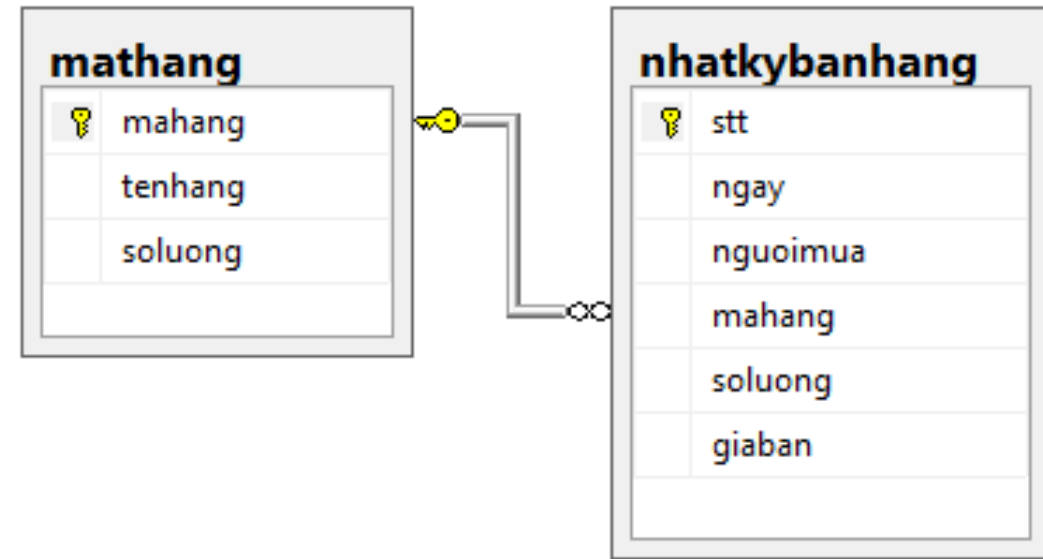 mathang
mahang
tenhang
soluong
nhatkybanhang
stt
ngay
nguoimua
mahang
soluong
giaban